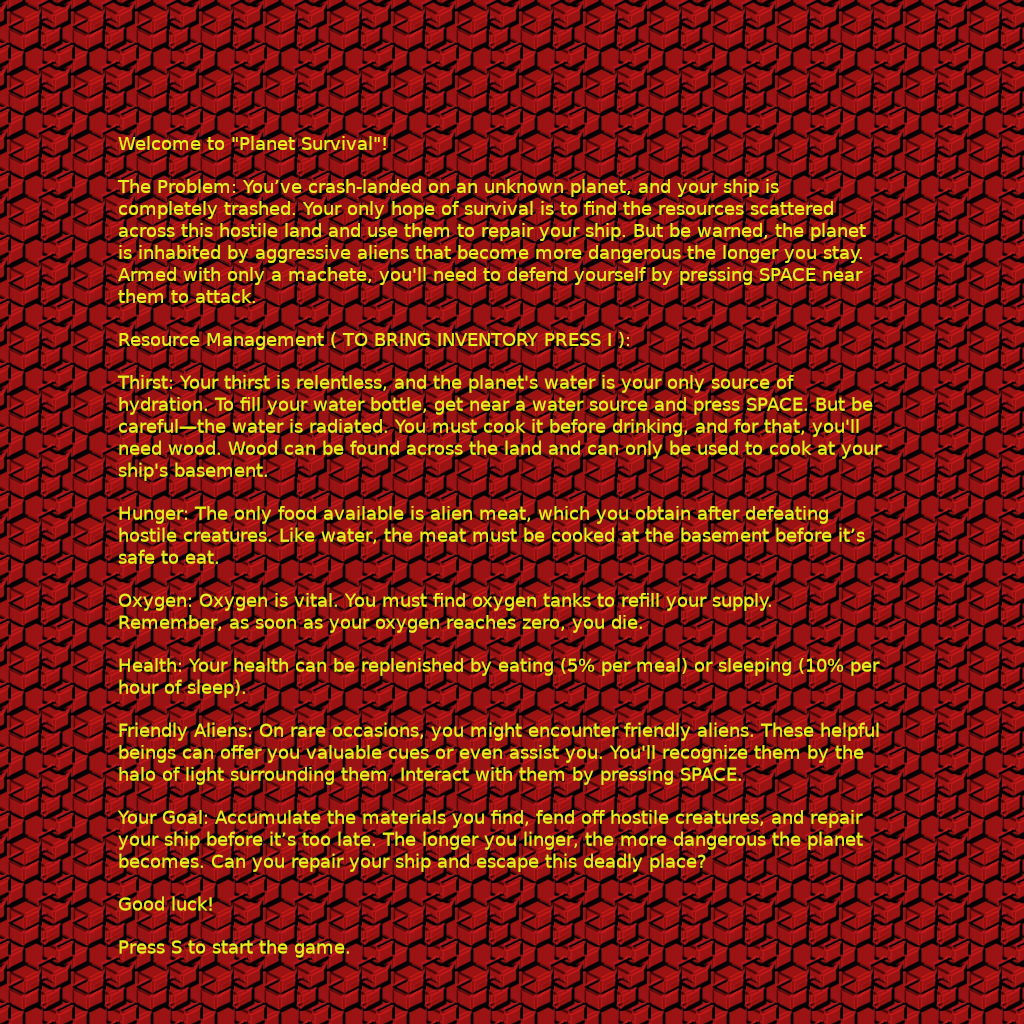 Welcome to "Planet Survival"!
The Problem: You’ve crash-landed on an unknown planet, and your ship is
completely trashed. Your only hope of survival is to find the resources scattered
across this hostile land and use them to repair your ship. But be warned, the planet
is inhabited by aggressive aliens that become more dangerous the longer you stay.
Armed with only a machete, you'll need to defend yourself by pressing SPACE near
them to attack.
Resource Management ( TO BRING INVENTORY PRESS I ):
Thirst: Your thirst is relentless, and the planet's water is your only source of
hydration. To fill your water bottle, get near a water source and press SPACE. But be
careful—the water is radiated. You must cook it before drinking, and for that, you'll
need wood. Wood can be found across the land and can only be used to cook at your
ship's basement.
Hunger: The only food available is alien meat, which you obtain after defeating
hostile creatures. Like water, the meat must be cooked at the basement before it’s
safe to eat.
Oxygen: Oxygen is vital. You must find oxygen tanks to refill your supply.
Remember, as soon as your oxygen reaches zero, you die.
Health: Your health can be replenished by eating (5% per meal) or sleeping (10% per
hour of sleep).
Friendly Aliens: On rare occasions, you might encounter friendly aliens. These helpful
beings can offer you valuable cues or even assist you. You'll recognize them by the
halo of light surrounding them. Interact with them by pressing SPACE.
Your Goal: Accumulate the materials you find, fend off hostile creatures, and repair
your ship before it’s too late. The longer you linger, the more dangerous the planet
becomes. Can you repair your ship and escape this deadly place?
Good luck!
Press S to start the game.